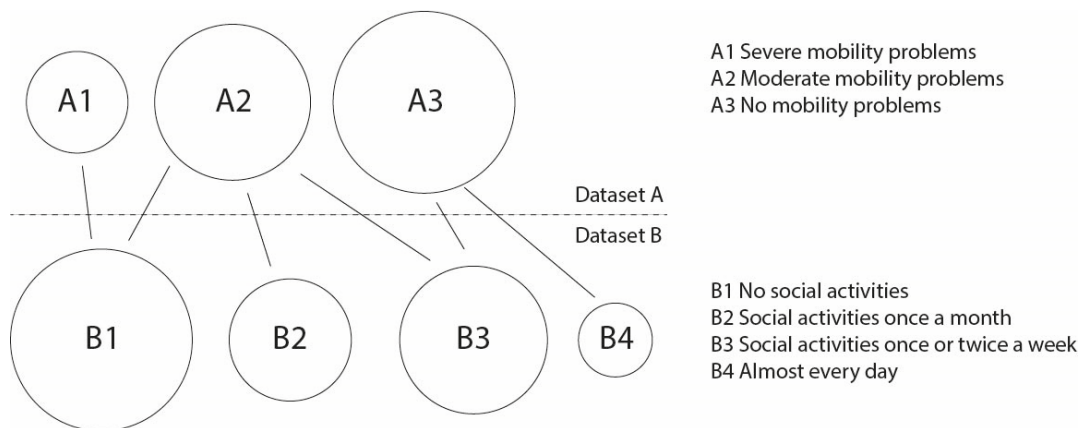 A1
A2
A3
A1 Severe mobility problems
A2 Moderate mobility problems
A3 No mobility problems
Dataset A
Dataset B
B1
B2
B3
B4
B1 No social activities
B2 Social activities once a month
B3 Social activities once or twice a week
B4 Almost every day